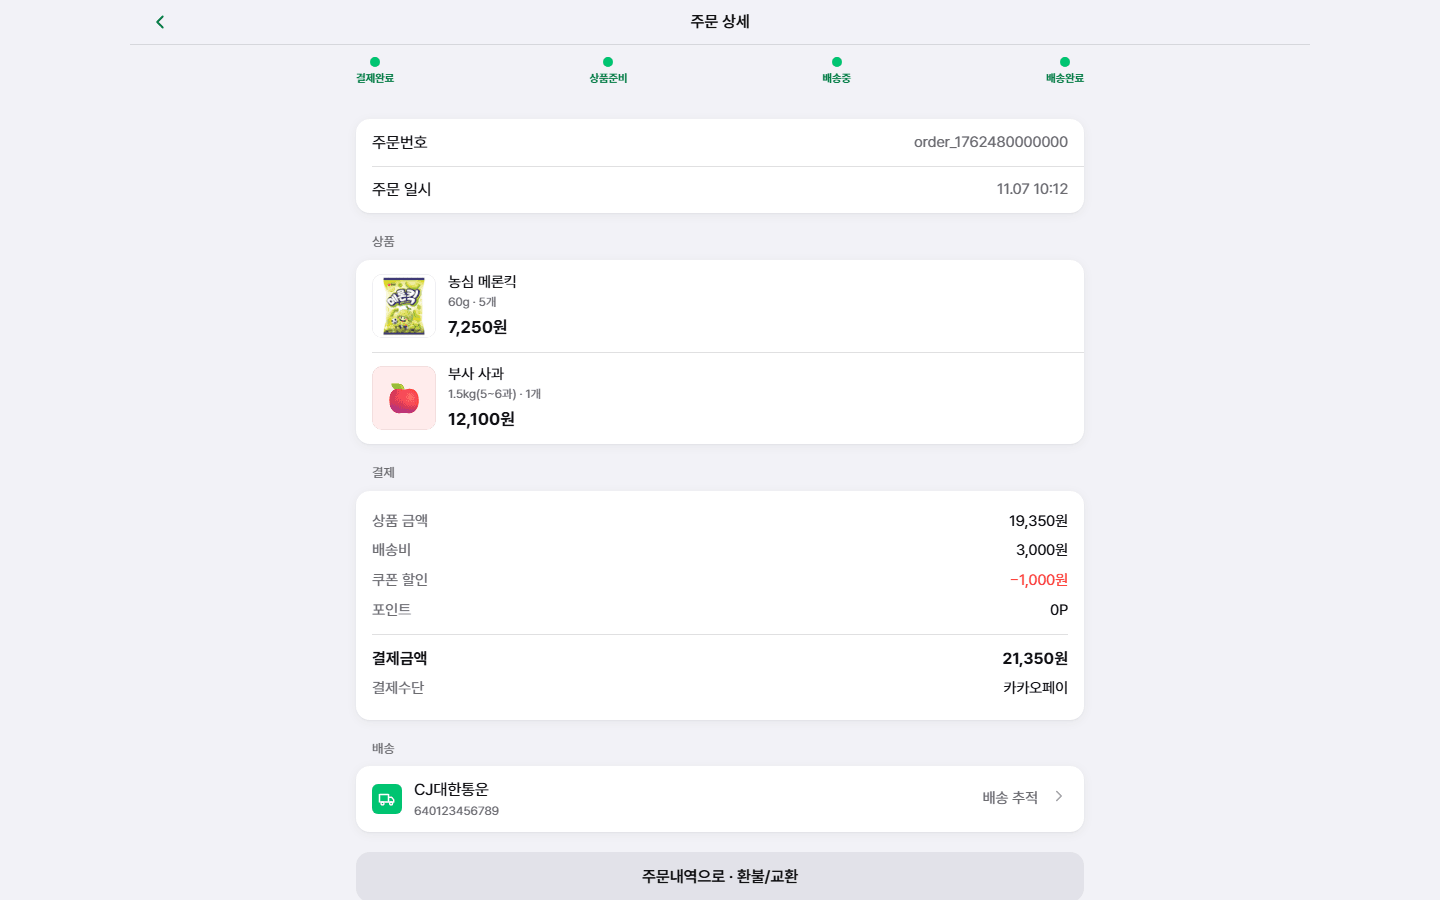 주문 상세
결제완료
상품준비
배송중
배송완료
주문번호
order_1762480000000
주문 일시
11.07 10:12
상품
메론킥
농심 메론킥
60g · 5개
7,250원
부사 사과
1.5kg(5~6과) · 1개
12,100원
결제
상품 금액
19,350원
배송비
3,000원
쿠폰 할인
−1,000원
포인트
0P
결제금액
21,350원
결제수단
카카오페이
배송
CJ대한통운
640123456789
배송 추적
주문내역으로 · 환불/교환